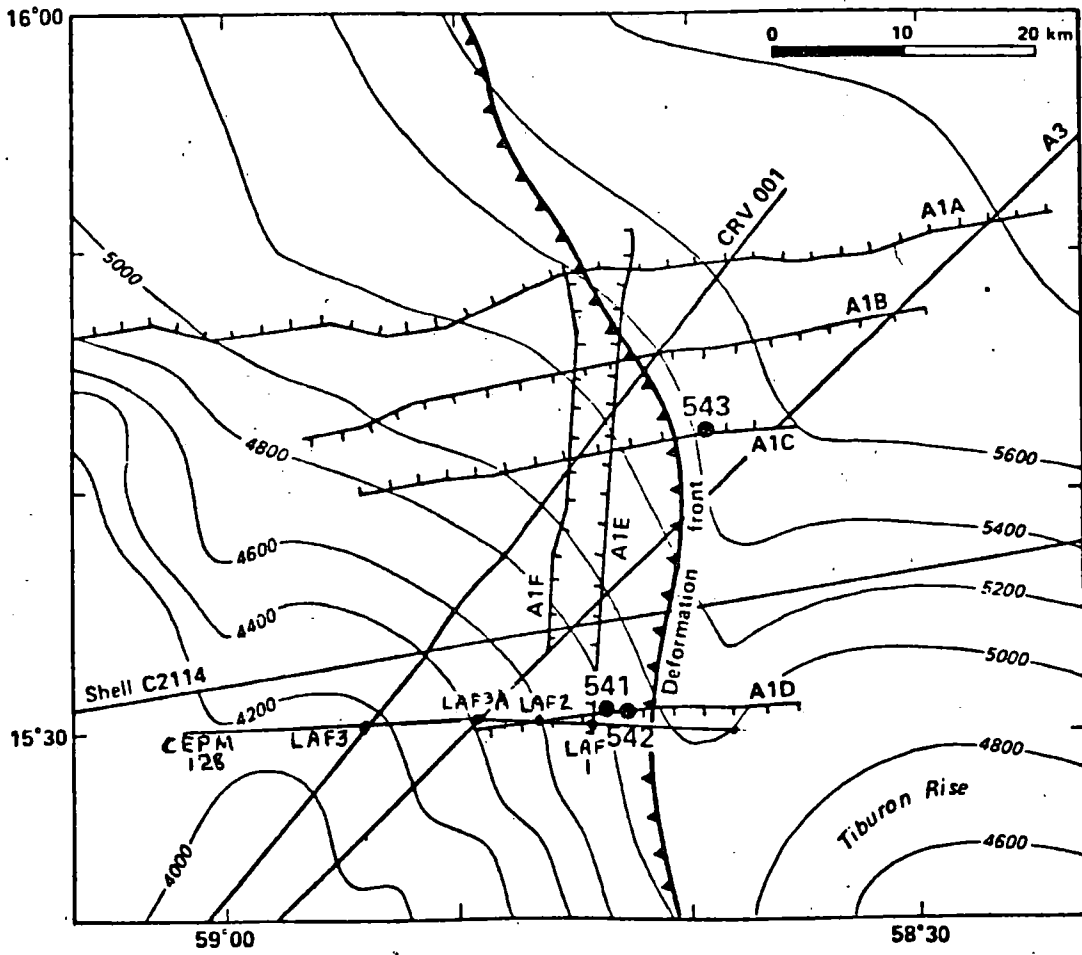 16°00'
0 10 20 km
A3
CRV 001
A1A
5000
A1B
543
4800
A1C
5600
front
5400
A1E
4600
A1F
5200
Deformation
4400
5000
Shell C2114
541
A1D
LAF3A LAF2
4200
15°30
CEPM
128
LAF3
LAF
1
542
4800
Tiburon Rise
4000
4600
59°00
58°30